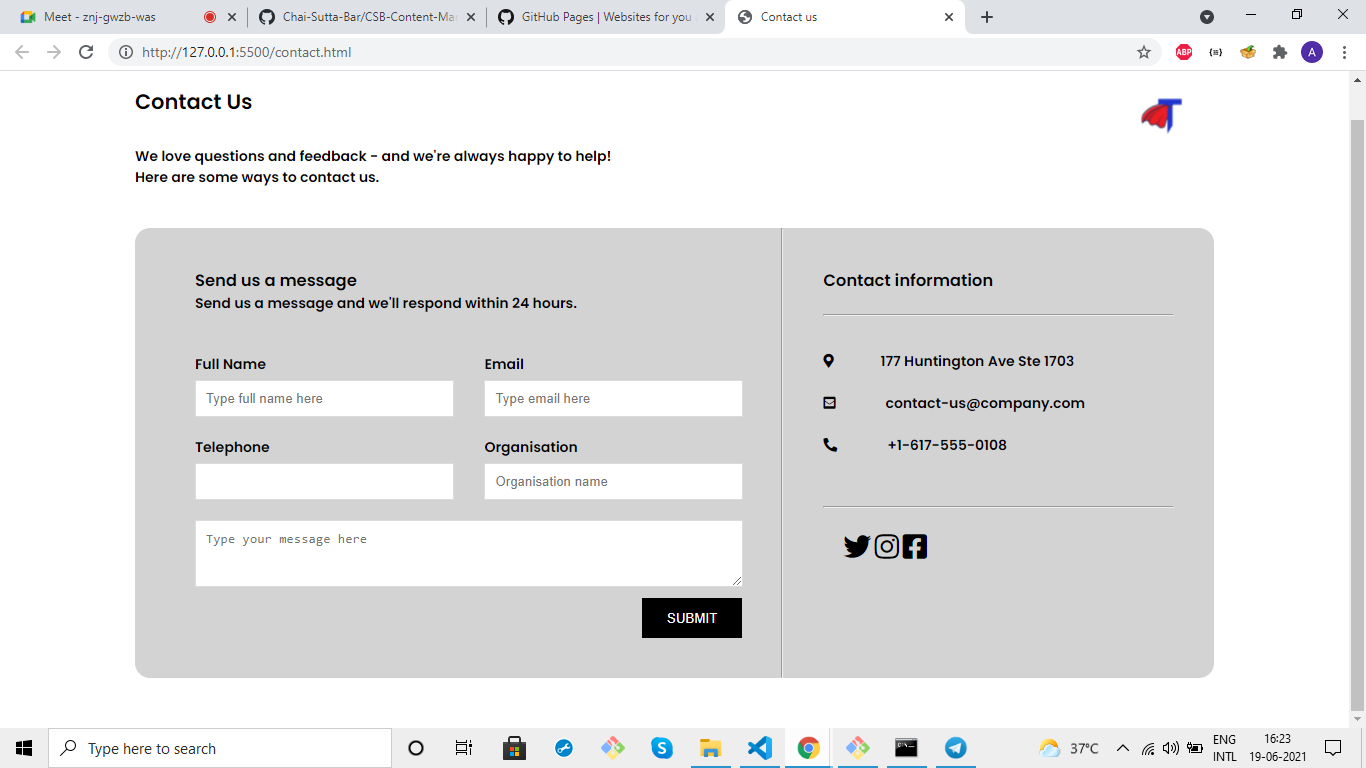 Meet - znj-gwzb-was
Chai-Sutta-Bar/CSB-Content-Mar
GitHub Pages | Websites for you
Contact us
http://127.0.0.1:5500/contact.html
ABP
A
Contact Us
T
We love questions and feedback - and we're always happy to help!
Here are some ways to contact us.
Send us a message
Send us a message and we'll respond within 24 hours.
Full Name
Email
Type full name here
Type email here
Telephone
Organisation
Organisation name
Type your message here
SUBMIT
Contact information
177 Huntington Ave Ste 1703
contact-us@company.com
+1-617-555-0108
Type here to search
37°C
ENG
INTL
16:23
19-06-2021